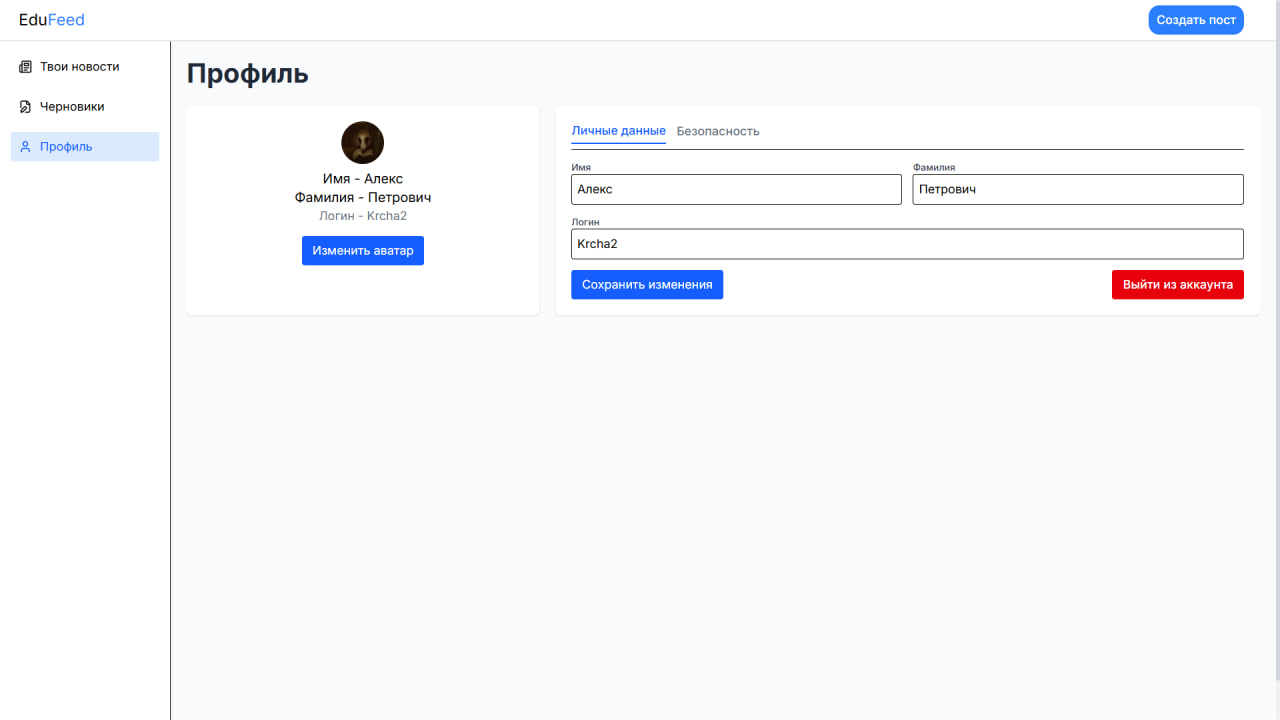 EduFeed
Создать пост
Твои новости
Черновики
Профиль
Профиль
Имя - Алекс
Фамилия - Петрович
Логин - Krcha2
Изменить аватар
Личные данные Безопасность
Имя
Алекс
Фамилия
Петрович
Логин
Krcha2
Сохранить изменения
Выйти из аккаунта